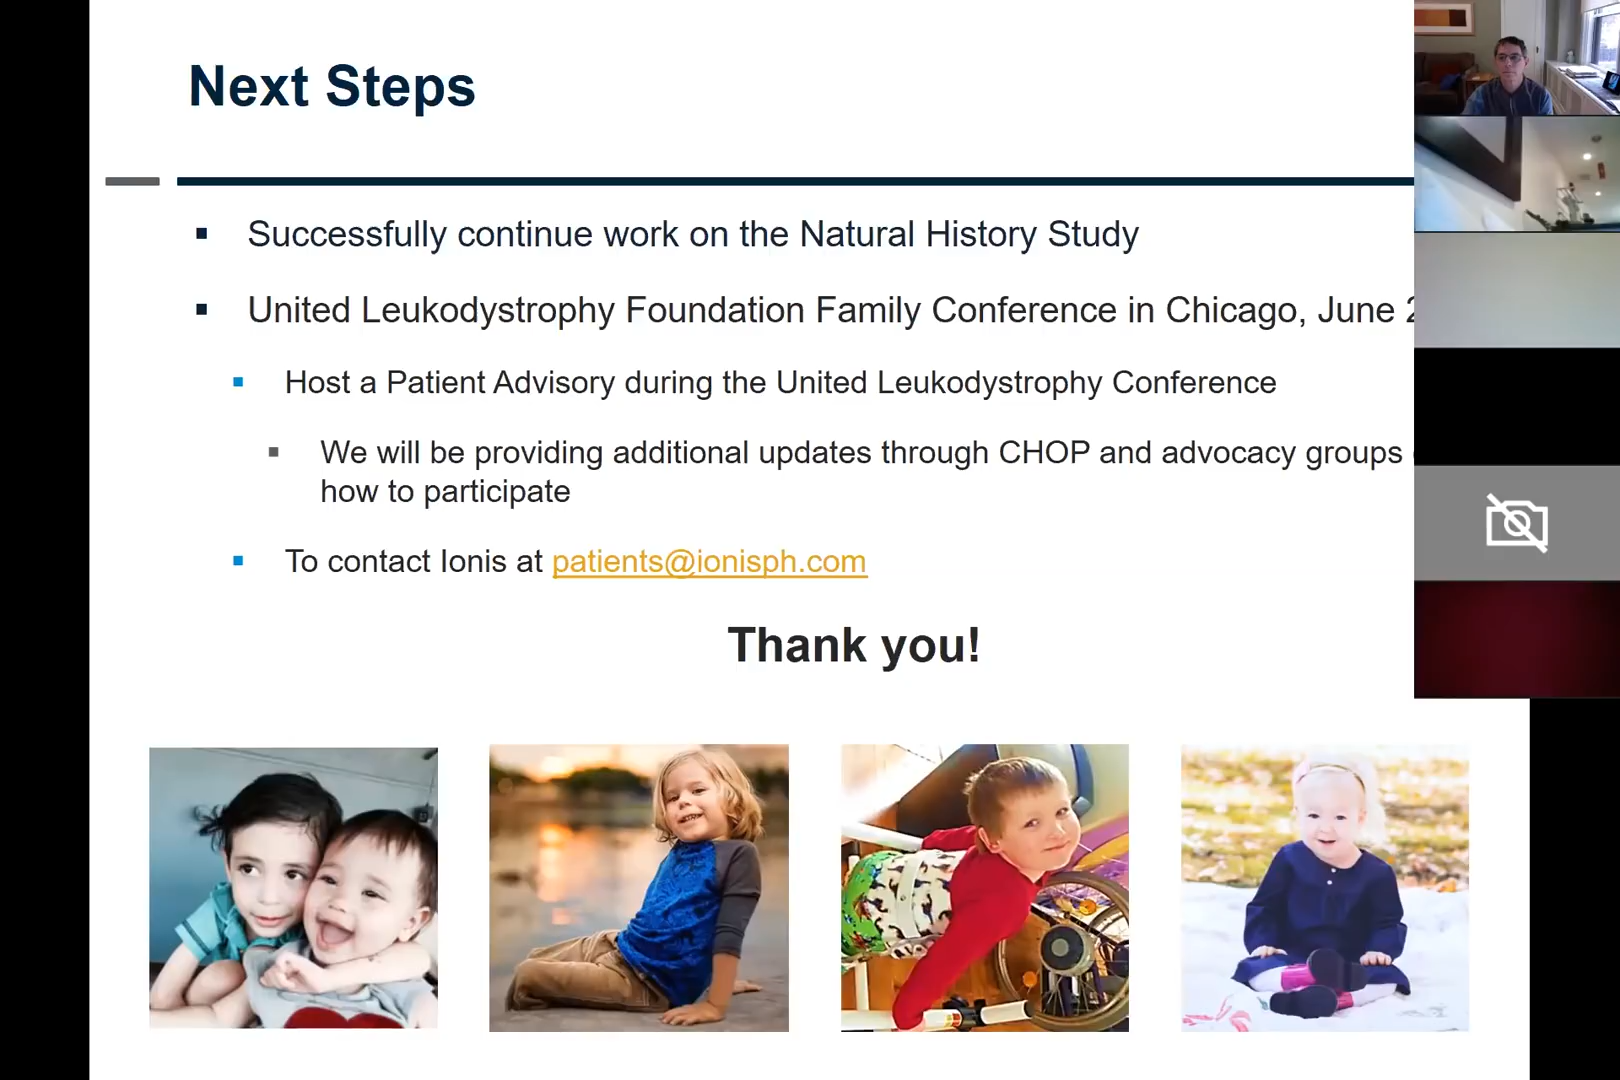 Next Steps
Successfully continue work on the Natural History Study
United Leukodystrophy Foundation Family Conference in Chicago, June
Host a Patient Advisory during the United Leukodystrophy Conference
We will be providing additional updates through CHOP and advocacy groups
how to participate
To contact Ionis at patients@ionisph.com
Thank you!